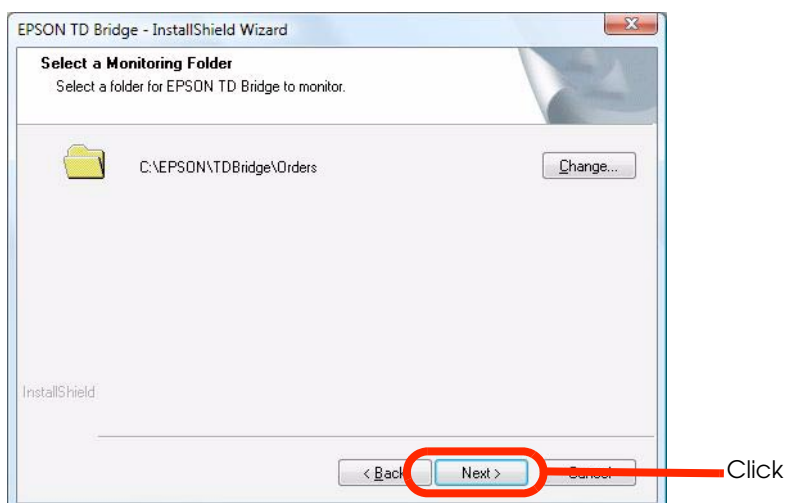 EPSON TD Bridge - InstallShield Wizard
Select a Monitoring Folder
Select a folder for EPSON TD Bridge to monitor.
C:\EPSON\TDBridge\Orders
Change...
InstallShield
< Back
Next >
Cancel
Click